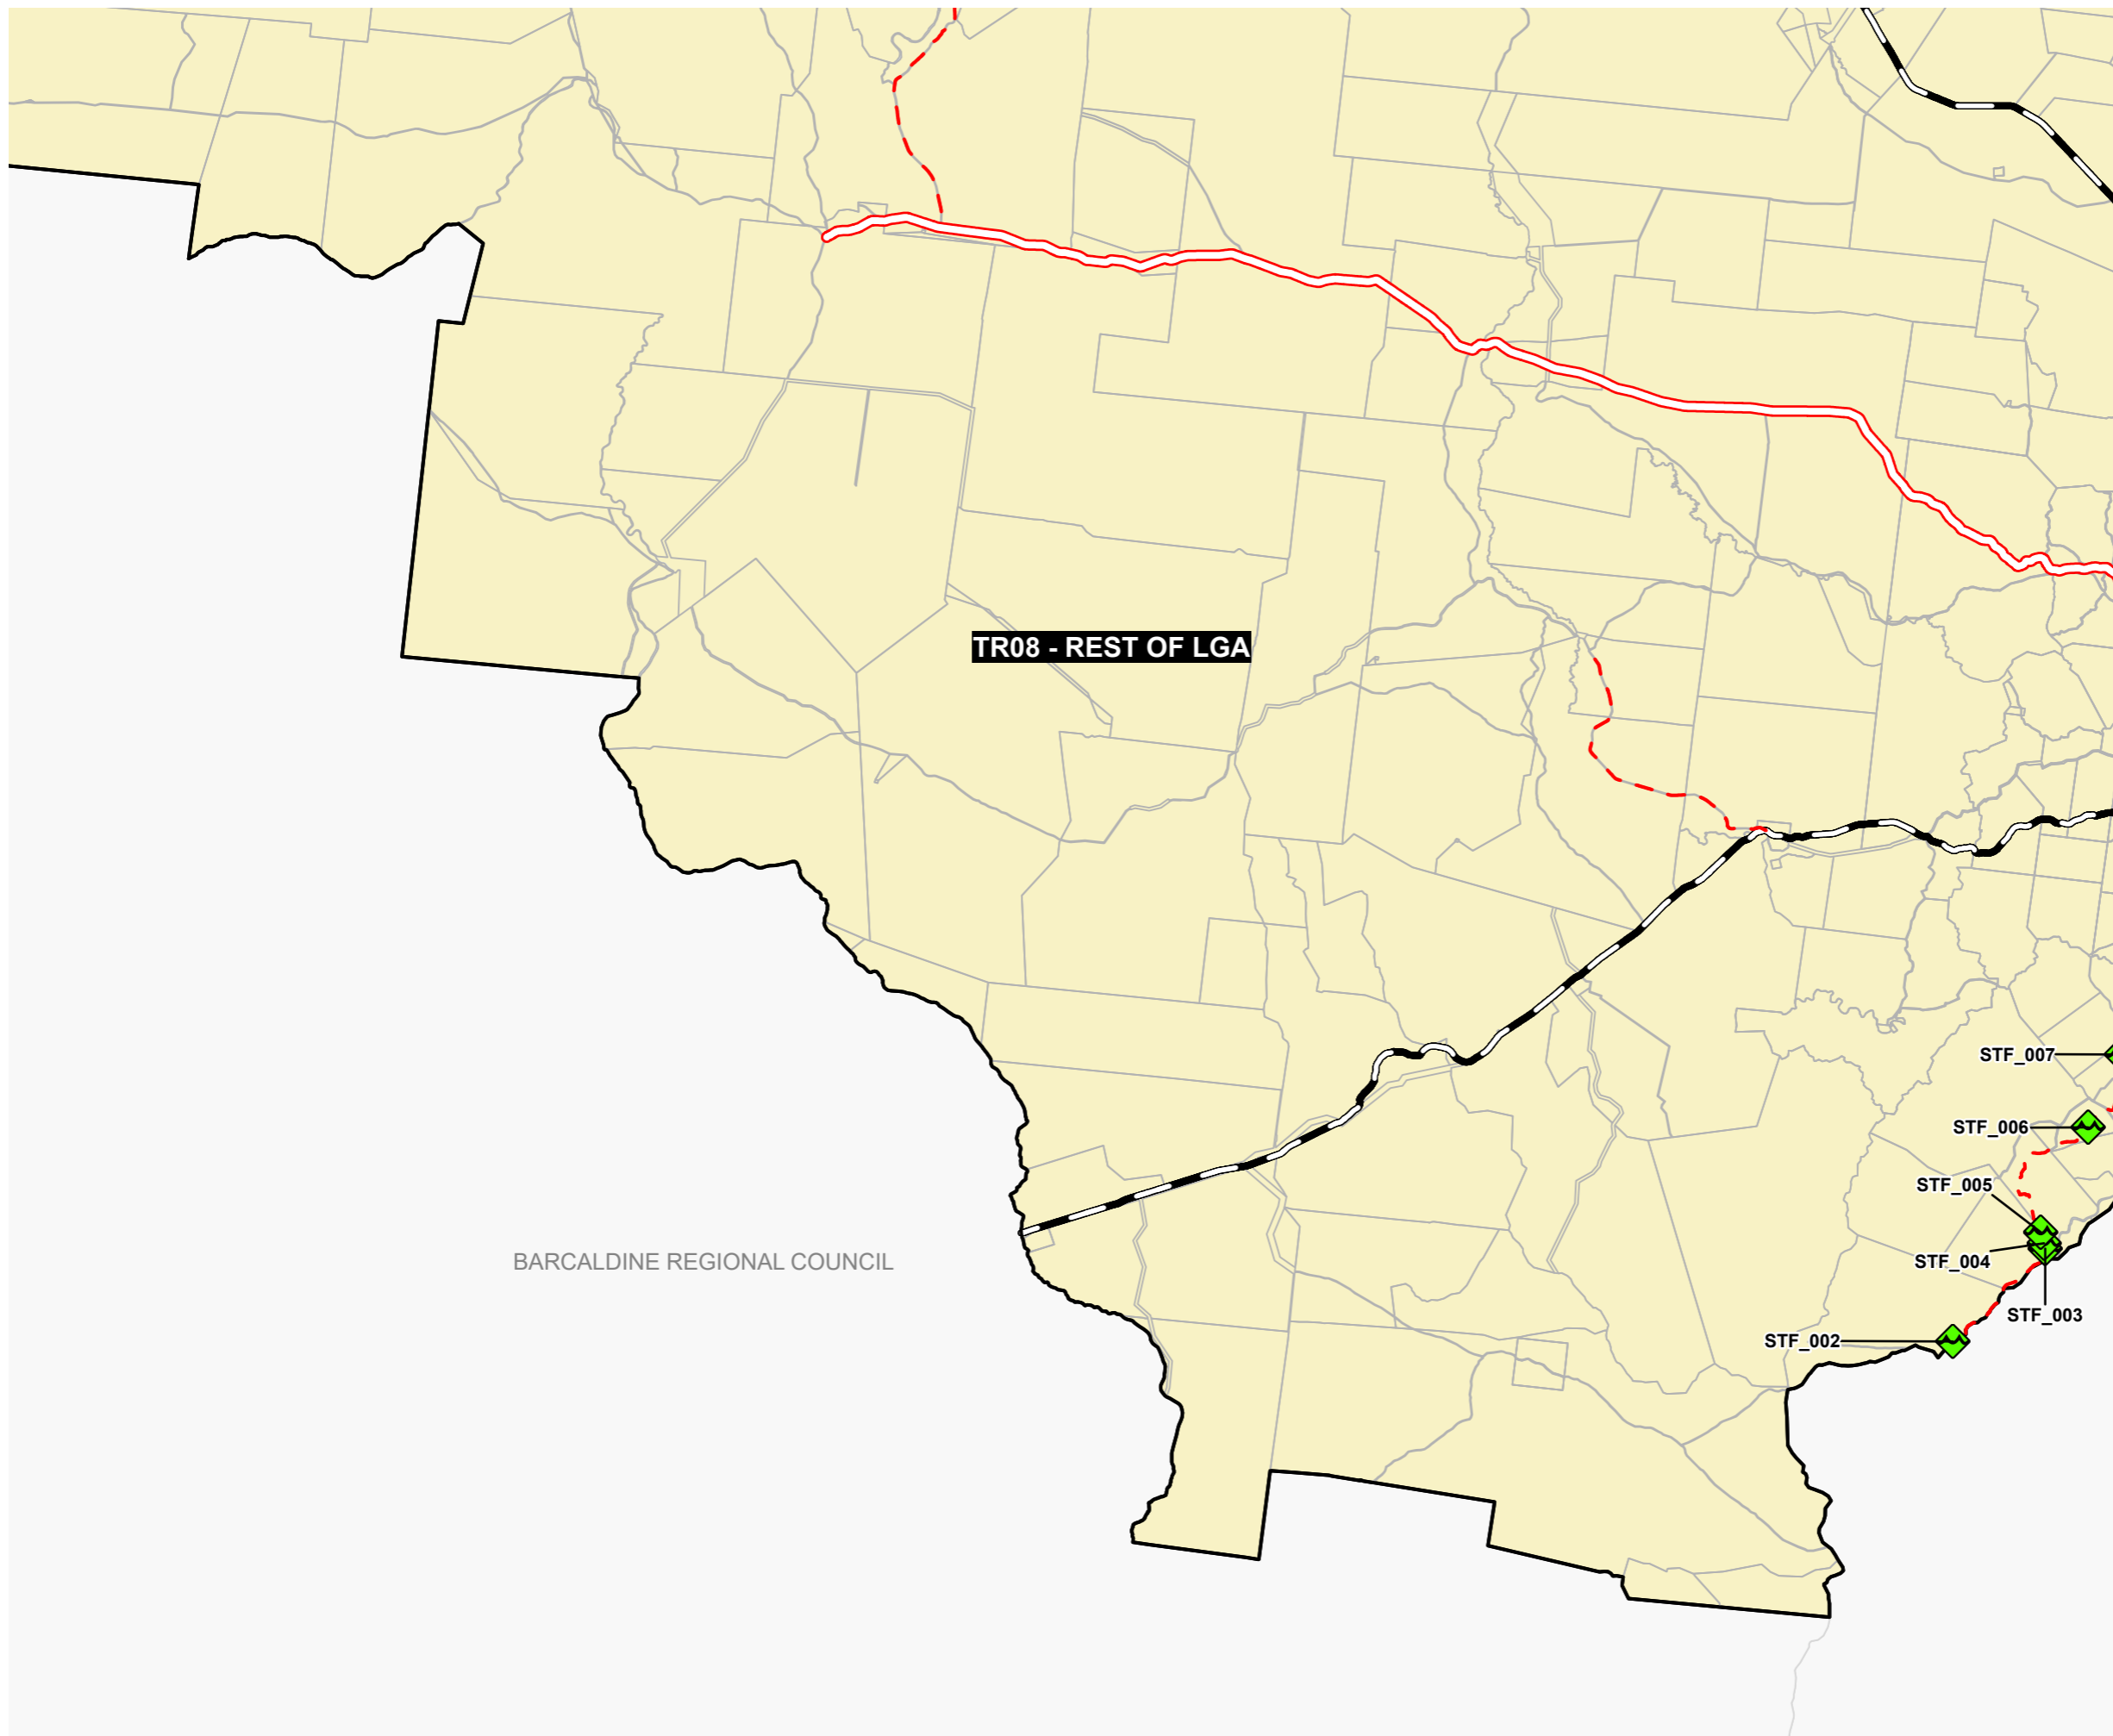 TR08 - REST OF LGA
STF_007
STF_006
STF_005
BARCALDINE REGIONAL COUNCIL
STF_004
STF_003
STF_002